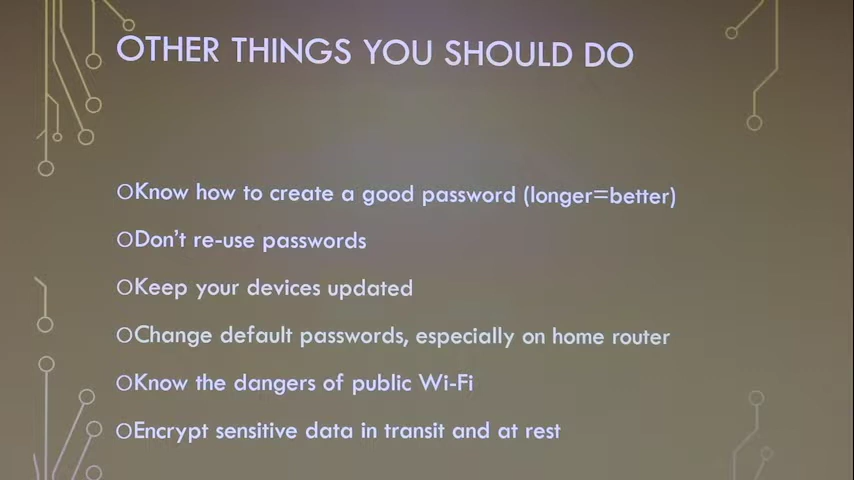 OTHER THINGS YOU SHOULD DO
Know how to create a good password (longer=better)
Don't re-use passwords
Keep your devices updated
Change default passwords, especially on home router
Know the dangers of public Wi-Fi
Encrypt sensitive data in transit and at rest